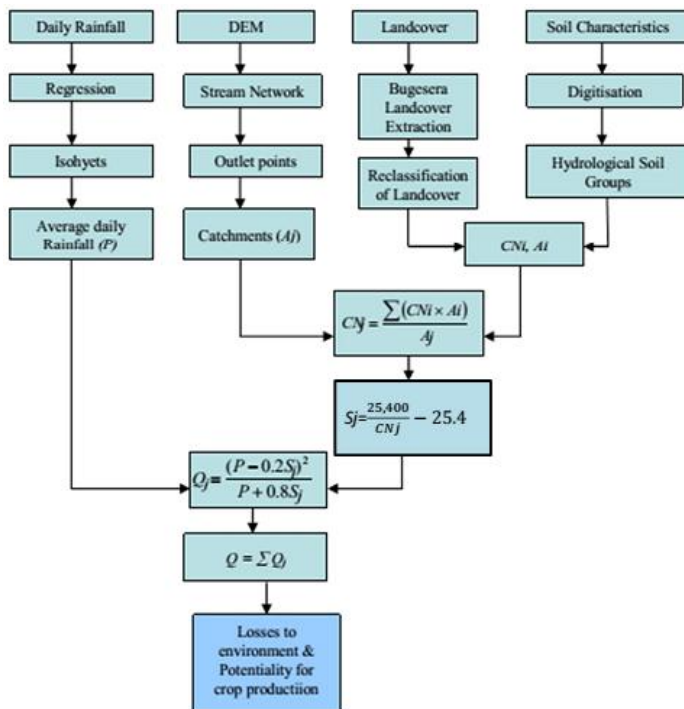 Daily Rainfall
DEM
Landcover
Soil Characteristics
Regression
Stream Network
Bugesera
Landcover
Extraction
Digitisation
Isohyets
Outlet points
Reclassification
of Landcover
Hydrological Soil
Groups
Average daily
Rainfall (P)
Catchments (Aj)
CNi, Ai
CNj = ∑(CNi × Ai) / Aj
Sj=25,400/CNj − 25.4
Qj = (P − 0.2Sj)² / P + 0.8Sj
Q = Σ Qj
Losses to
environment &
Potentiality for
crop productiion